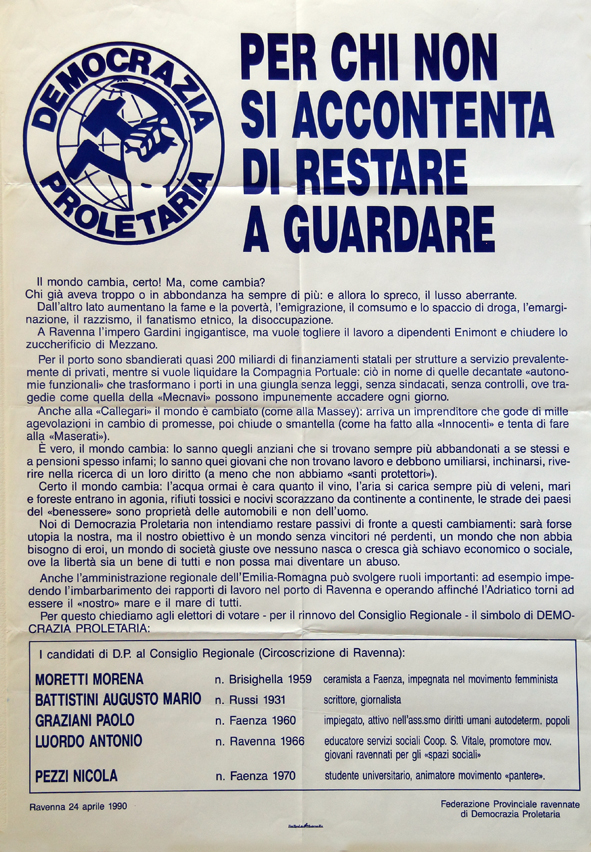 DEMOCRAZIA
PROLETARIA
PER CHI NON
SI ACCONTENTA
DI RESTARE
A GUARDARE
Il mondo cambia, certo! Ma, come cambia?
Chi già aveva troppo o in abbondanza ha sempre di più: e allora lo spreco, il lusso aberrante.
Dall'altro lato aumentano la fame e la povertà, l'emigrazione, il comsumo e lo spaccio di droga, l'emargi-
nazione, il razzismo, il fanatismo etnico, la disoccupazione.
A Ravenna l'impero Gardini ingigantisce, ma vuole togliere il lavoro a dipendenti Enimont e chiudere lo
zuccherificio di Mezzano.
Per il porto sono sbandierati quasi 200 miliardi di finanziamenti statali per strutture a servizio prevalente-
mente di privati, mentre si vuole liquidare la Compagnia Portuale: ciò in nome di quelle decantate «autono-
mie funzionali» che trasformano i porti in una giungla senza leggi, senza sindacati, senza controlli, ove tra-
gedie come quella della «Mecnavi» possono impunemente accadere ogni giorno.
Anche alla «Callegari» il mondo è cambiato (come alla Massey): arriva un imprenditore che gode di mille
agevolazioni in cambio di promesse, poi chiude o smantella (come ha fatto alla «Innocenti» e tenta di fare
alla «Maserati»).
È vero, il mondo cambia: lo sanno quegli anziani che si trovano sempre più abbandonati a se stessi e
a pensioni spesso infami; lo sanno quei giovani che non trovano lavoro e debbono umiliarsi, inchinarsi, rive-
rire nella ricerca di un loro diritto (a meno che non abbiamo «santi protettori»).
Certo il mondo cambia: l'acqua ormai è cara quanto il vino, l'aria si carica sempre più di veleni, mari
e foreste entrano in agonia, rifiuti tossici e nocivi scorazzano da continente a continente, le strade dei paesi
del «benessere» sono proprietà delle automobili e non dell'uomo.
Noi di Democrazia Proletaria non intendiamo restare passivi di fronte a questi cambiamenti: sarà forse
utopia la nostra, ma il nostro obiettivo è un mondo senza vincitori né perdenti, un mondo che non abbia
bisogno di eroi, un mondo di società giuste ove nessuno nasca o cresca già schiavo economico o sociale,
ove la libertà sia un bene di tutti e non possa mai diventare un abuso.
Anche l'amministrazione regionale dell'Emilia-Romagna può svolgere ruoli importanti: ad esempio impe-
dendo l'imbarbarimento dei rapporti di lavoro nel porto di Ravenna e operando affinché l'Adriatico torni ad
essere il «nostro» mare e il mare di tutti.
Per questo chiediamo agli elettori di votare - per il rinnovo del Consiglio Regionale - il simbolo di DEMO-
CRAZIA PROLETARIA:
I candidati di D.P. al Consiglio Regionale (Circoscrizione di Ravenna):
MORETTI MORENA n. Brisighella 1959 ceramista a Faenza, impegnata nel movimento femminista
BATTISTINI AUGUSTO MARIO n. Russi 1931 scrittore, giornalista
GRAZIANI PAOLO n. Faenza 1960 impiegato, attivo nell'ass.smo diritti umani autodeterm. popoli
LUORDO ANTONIO n. Ravenna 1966 educatore servizi sociali Coop. S. Vitale, promotore mov.
giovani ravennati per gli «spazi sociali»
PEZZI NICOLA n. Faenza 1970 studente universitario, animatore movimento «pantere».
Ravenna 24 aprile 1990
Federazione Provinciale ravennate
di Democrazia Proletaria